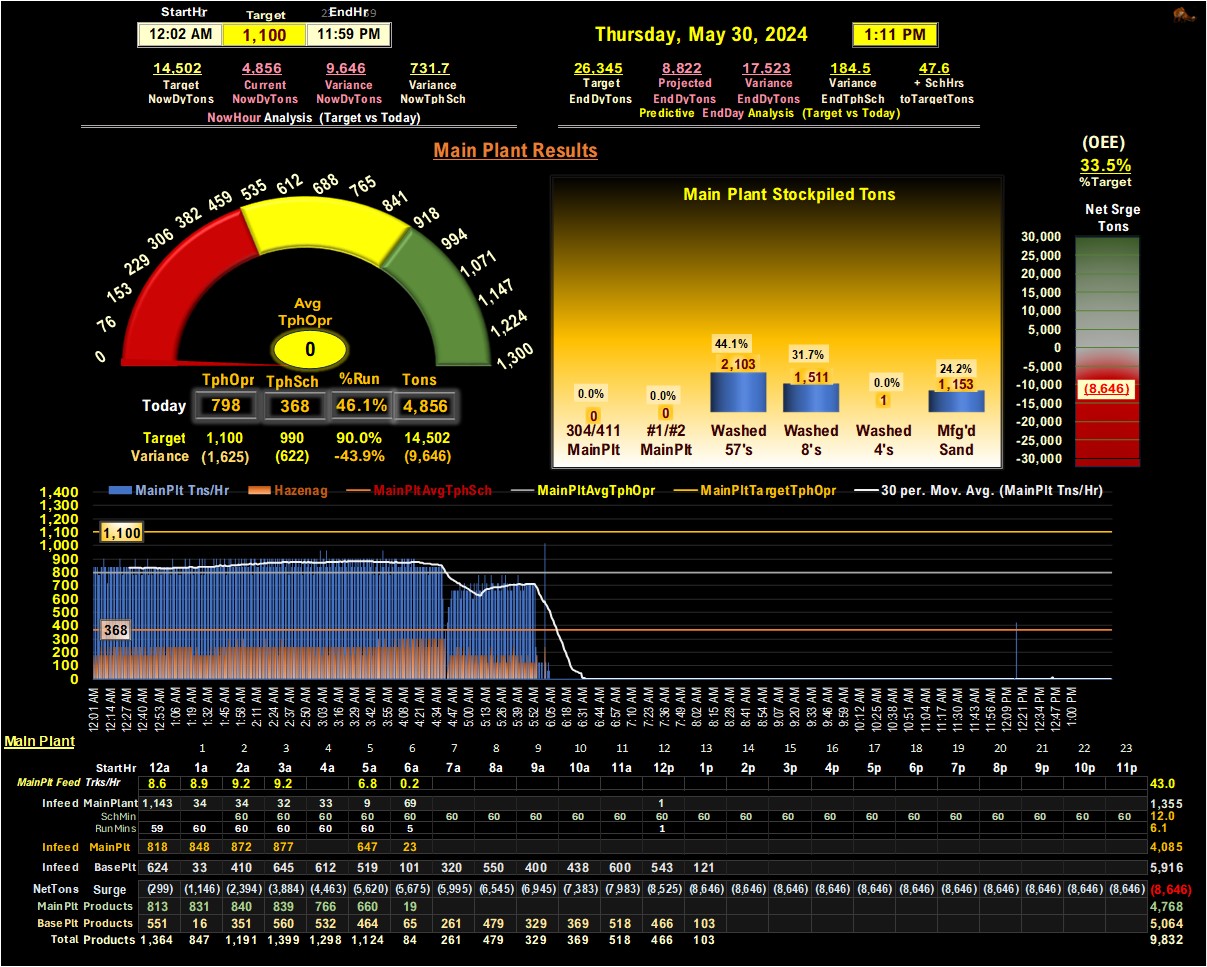 StartHr Target EndHr
12:02 AM 1,100 11:59 PM
Thursday, May 30, 2024 1:11 PM
14,502 4,856 9,646 731.7
Target Current Variance Variance
NowDyTons NowDyTons NowDyTons NowTphSch
NowHour Analysis (Target vs Today)
26,345 8,822 17,523 184.5 47.6
Target Projected Variance Variance + SchHrs
EndDyTons EndDyTons EndDyTons EndTphSch toTargetTons
Predictive EndDay Analysis (Target vs Today)
Main Plant Results
(OEE)
33.5%
%Target
Net Srge
Tons
30,000
25,000
20,000
15,000
10,000
5,000
0
-5,000
-10,000
-15,000
-20,000
-25,000
-30,000
(8,646)
0
76
153
229
306
382
459
535
612
688
765
841
918
994
1,071
1,147
1,224
1,300
Avg
TphOpr
0
TphOpr TphSch %Run Tons
Today 798 368 46.1% 4,856
Target 1,100 990 90.0% 14,502
Variance (1,625) (622) -43.9% (9,646)
Main Plant Stockpiled Tons
0.0% 0.0% 44.1% 31.7% 0.0% 24.2%
0 0 2,103 1,511 1 1,153
304/411 #1/#2 Washed Washed Washed Mfg'd
MainPlt MainPlt 57's 8's 4's Sand
MainPlt Tns/Hr Hazenag MainPltAvgTphSch MainPltAvgTphOpr MainPltTargetTphOpr 30 per. Mov. Avg. (MainPlt Tns/Hr)
1,400
1,300
1,200
1,100
1,000
900
800
700
600
500
400
300
200
100
0
1,100
368
12:01 AM 12:14 AM 12:27 AM 12:40 AM 12:53 AM 1:06 AM 1:19 AM 1:32 AM 1:45 AM 1:58 AM 2:11 AM 2:24 AM 2:37 AM 2:50 AM 3:03 AM 3:16 AM 3:29 AM 3:42 AM 3:55 AM 4:08 AM 4:21 AM 4:34 AM 4:47 AM 5:00 AM 5:13 AM 5:26 AM 5:39 AM 5:52 AM 6:05 AM 6:18 AM 6:31 AM 6:44 AM 6:57 AM 7:10 AM 7:23 AM 7:36 AM 7:49 AM 8:02 AM 8:15 AM 8:28 AM 8:41 AM 8:54 AM 9:07 AM 9:20 AM 9:33 AM 9:46 AM 9:59 AM 10:12 AM 10:25 AM 10:38 AM 10:51 AM 11:04 AM 11:17 AM 11:30 AM 11:43 AM 11:56 AM 12:09 PM 12:21 PM 12:34 PM 12:47 PM 1:00 PM
Main Plant
1 2 3 4 5 6 7 8 9 10 11 12 13 14 15 16 17 18 19 20 21 22 23
StartHr 12a 1a 2a 3a 4a 5a 6a 7a 8a 9a 10a 11a 12p 1p 2p 3p 4p 5p 6p 7p 8p 9p 10p 11p
MainPlt Feed Trks/Hr 8.6 8.9 9.2 9.2 6.8 0.2 43.0
Infeed MainPlant 1,143 34 34 32 33 9 69 1 1,355
SchMin 60 60 60 60 60 60 60 60 60 60 60 60 60 60 60 60 60 60 60 60 60 60 12.0
RunMins 59 60 60 60 60 60 5 1 6.1
Infeed MainPlt 818 848 872 877 647 23 4,085
Infeed BasePlt 624 33 410 645 612 519 101 320 550 400 438 600 543 121 5,916
NetTons Surge (299) (1,146) (2,394) (3,884) (4,463) (5,620) (5,675) (5,995) (6,545) (6,945) (7,383) (7,983) (8,525) (8,646) (8,646) (8,646) (8,646) (8,646) (8,646) (8,646) (8,646) (8,646) (8,646) (8,646) (8,646)
MainPlt Products 813 831 840 839 766 660 19 4,768
BasePlt Products 551 16 351 560 532 464 65 261 479 329 369 518 466 103 5,064
Total Products 1,364 847 1,191 1,399 1,298 1,124 84 261 479 329 369 518 466 103 9,832